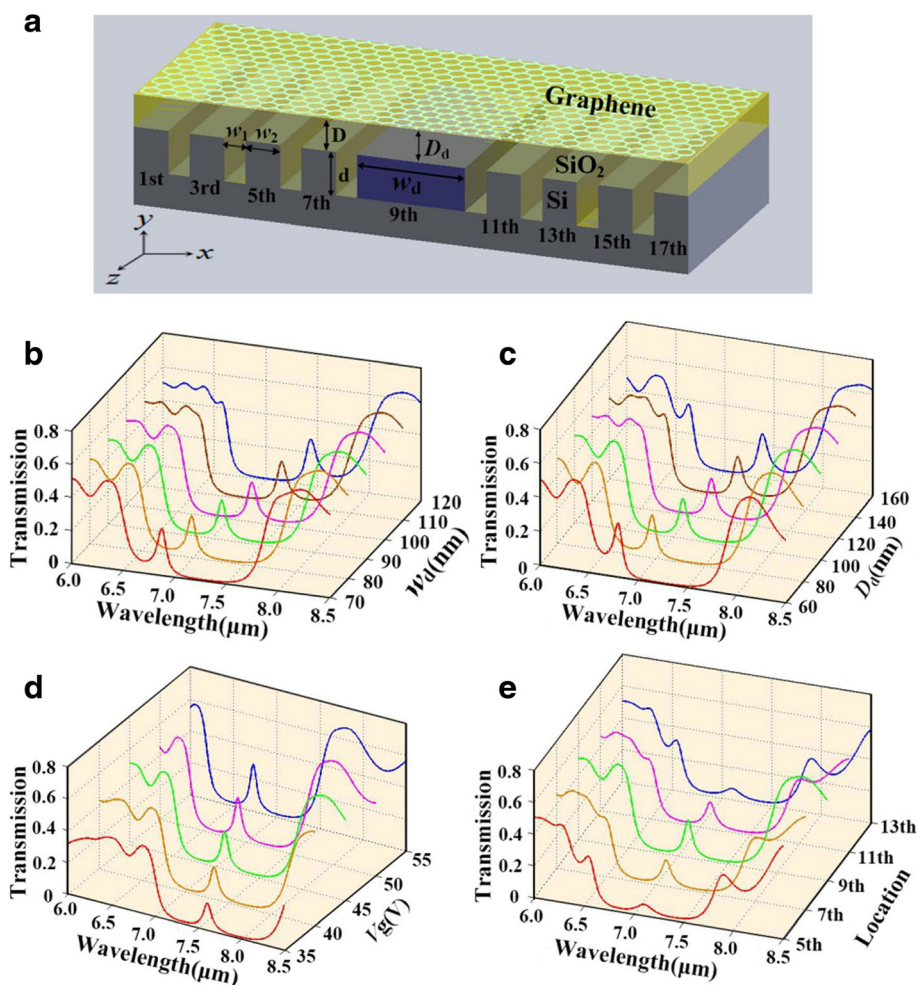 a
Graphene
w1 w2 D Dd SiO2
d wd Si
1st 3rd 5th 7th 9th 11th 13th 15th 17th
y
x
z
b
Transmission
0.8
0.6
0.4
0.2
0
6.0 6.5 7.0 7.5 8.0 8.5
Wavelength(μm)
70 80 90 100 110 120
Wd(nm)
c
Transmission
0.8
0.6
0.4
0.2
0
6.0 6.5 7.0 7.5 8.0 8.5
Wavelength(μm)
60 80 100 120 140 160
Dd(nm)
d
Transmission
0.8
0.6
0.4
0.2
0
6.0 6.5 7.0 7.5 8.0 8.5
Wavelength(μm)
35 40 45 50 55
Vg(V)
e
Transmission
0.8
0.6
0.4
0.2
0
6.0 6.5 7.0 7.5 8.0 8.5
Wavelength(μm)
5th 7th 9th 11th 13th
Location